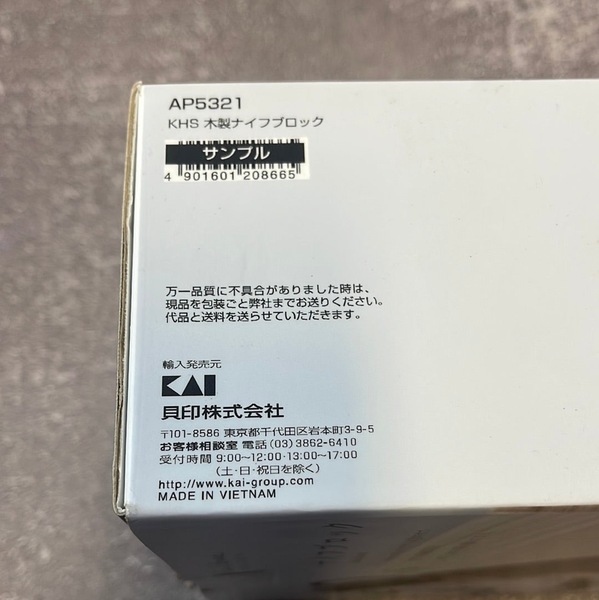 AP5321
KHS 木製ナイフブロック
サンプル
4 901601 208665
万一品質に不具合がありました時は、
現品を包装ごと弊社までお送りください。
代品と送料を送らせていただきます。
輸入発売元
KAI
貝印株式会社
〒101-8586 東京都千代田区岩本町3-9-5
お客様相談室 電話(03)3862-6410
受付時間 9:00~12:00・13:00~17:00
(土・日・祝日を除く)
http://www.kai-group.com
MADE IN VIETNAM